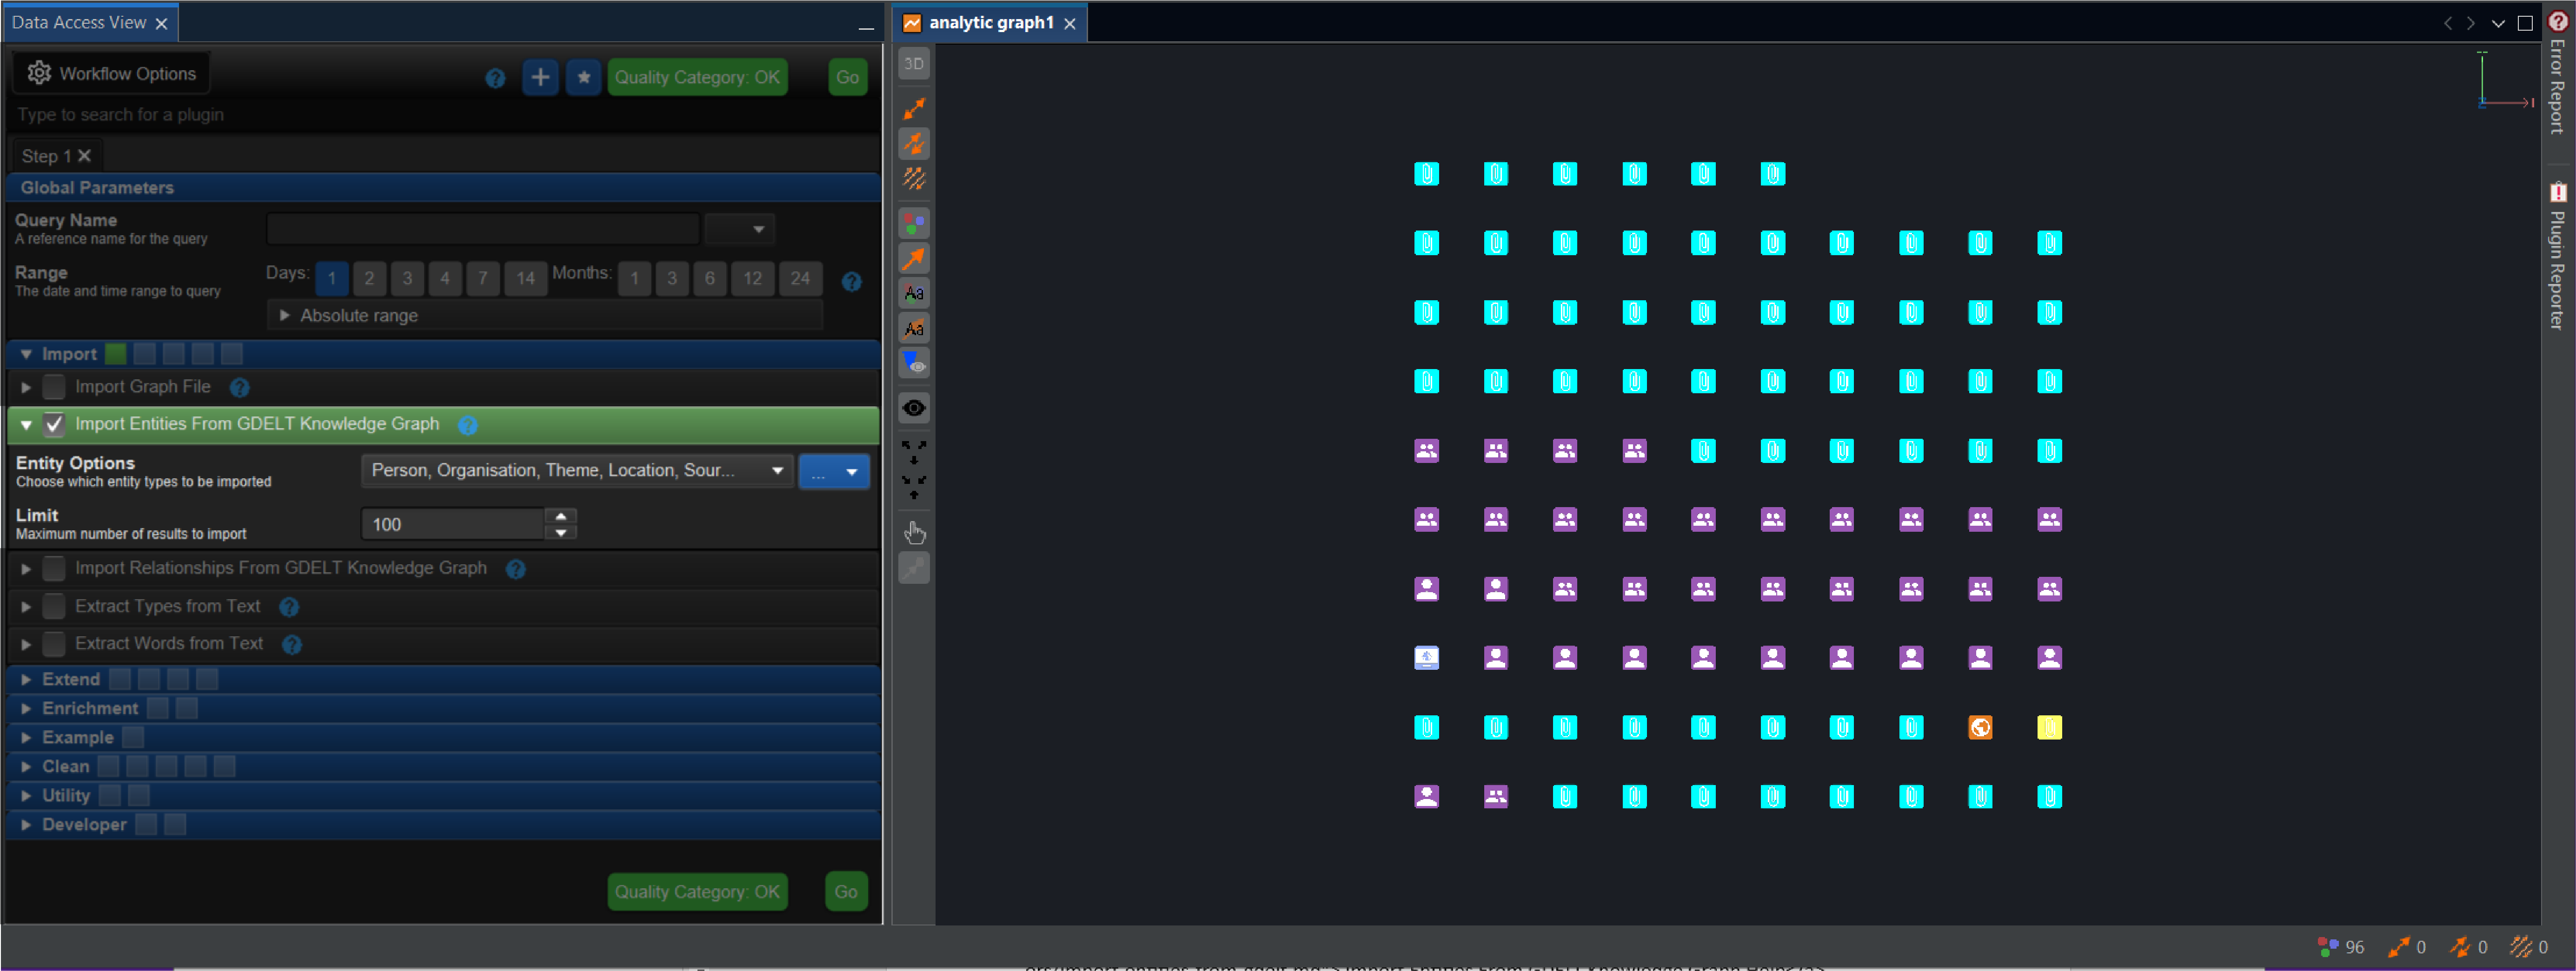 Data Access View
analytic graph1
Workflow Options
Quality Category: OK
Go
Type to search for a plugin
Step 1
Global Parameters
Query Name
A reference name for the query
Range
The date and time range to query
Days: 1 2 3 4 7 14 Months: 1 3 6 12 24
Absolute range
Import
Import Graph File
Import Entities From GDELT Knowledge Graph
Entity Options
Choose which entity types to be imported
Person, Organisation, Theme, Location, Sour...
...
Limit
Maximum number of results to import
100
Import Relationships From GDELT Knowledge Graph
Extract Types from Text
Extract Words from Text
Extend
Enrichment
Example
Clean
Utility
Developer
Quality Category: OK
Go
3D
Aa
Aa
Error Report
Plugin Reporter
96 0 0 0